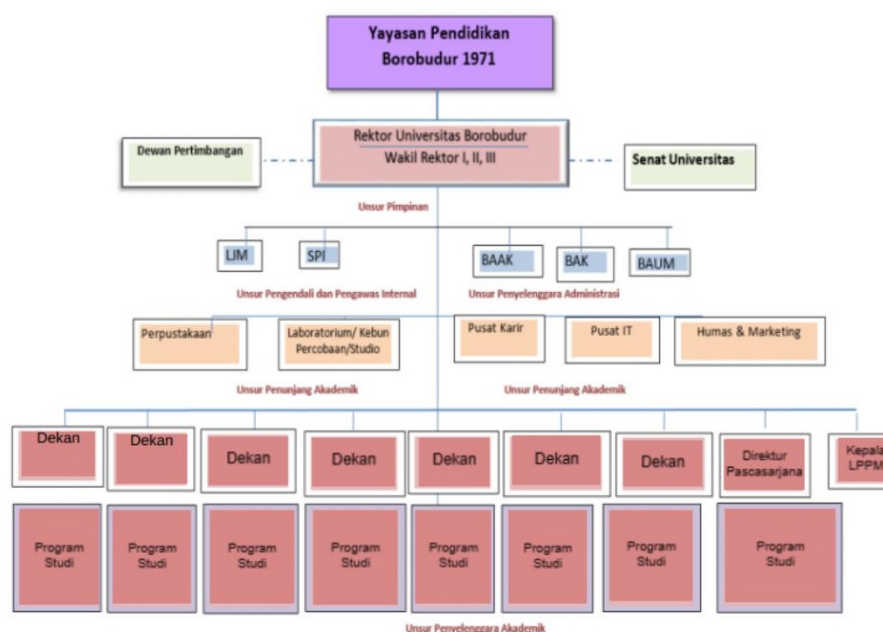 Yayasan Pendidikan
Borobudur 1971
Rektor Universitas Borobudur
Wakil Rektor I, II, III
Dewan Pertimbangan
Senat Universitas
Unsur Pimpinan
LJM
SPI
BAAK
BAK
BAUM
Unsur Pengendali dan Pengawas Internal
Unsur Penyelenggara Administrasi
Perpustakaan
Laboratorium/ Kebun
Percobaan/Studio
Pusat Karir
Pusat IT
Humas & Marketing
Unsur Penunjang Akademik
Unsur Penunjang Akademik
Dekan
Dekan
Dekan
Dekan
Dekan
Dekan
Dekan
Direktur
Pascasarjana
Kepala
LPPM
Program
Studi
Program
Studi
Program
Studi
Program
Studi
Program
Studi
Program
Studi
Program
Studi
Program
Studi
Unsur Penyelenggara Akademik